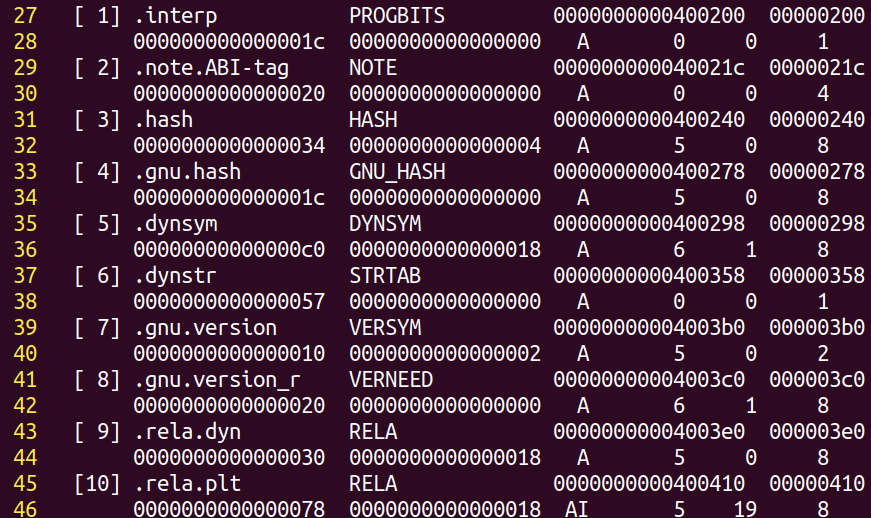 27 [ 1] .interp PROGBITS 0000000000400200 00000200
28 000000000000001c 0000000000000000 A 0 0 1
29 [ 2] .note.ABI-tag NOTE 000000000040021c 0000021c
30 0000000000000020 0000000000000000 A 0 0 4
31 [ 3] .hash HASH 0000000000400240 00000240
32 0000000000000034 0000000000000004 A 5 0 8
33 [ 4] .gnu.hash GNU_HASH 0000000000400278 00000278
34 000000000000001c 0000000000000000 A 5 0 8
35 [ 5] .dynsym DYNSYM 0000000000400298 00000298
36 00000000000000c0 0000000000000018 A 6 1 8
37 [ 6] .dynstr STRTAB 0000000000400358 00000358
38 0000000000000057 0000000000000000 A 0 0 1
39 [ 7] .gnu.version VERSYM 00000000004003b0 000003b0
40 0000000000000010 0000000000000002 A 5 0 2
41 [ 8] .gnu.version_r VERNEED 00000000004003c0 000003c0
42 0000000000000020 0000000000000000 A 6 1 8
43 [ 9] .rela.dyn RELA 00000000004003e0 000003e0
44 0000000000000030 0000000000000018 A 5 0 8
45 [10] .rela.plt RELA 0000000000400410 00000410
46 0000000000000078 0000000000000018 AI 5 19 8